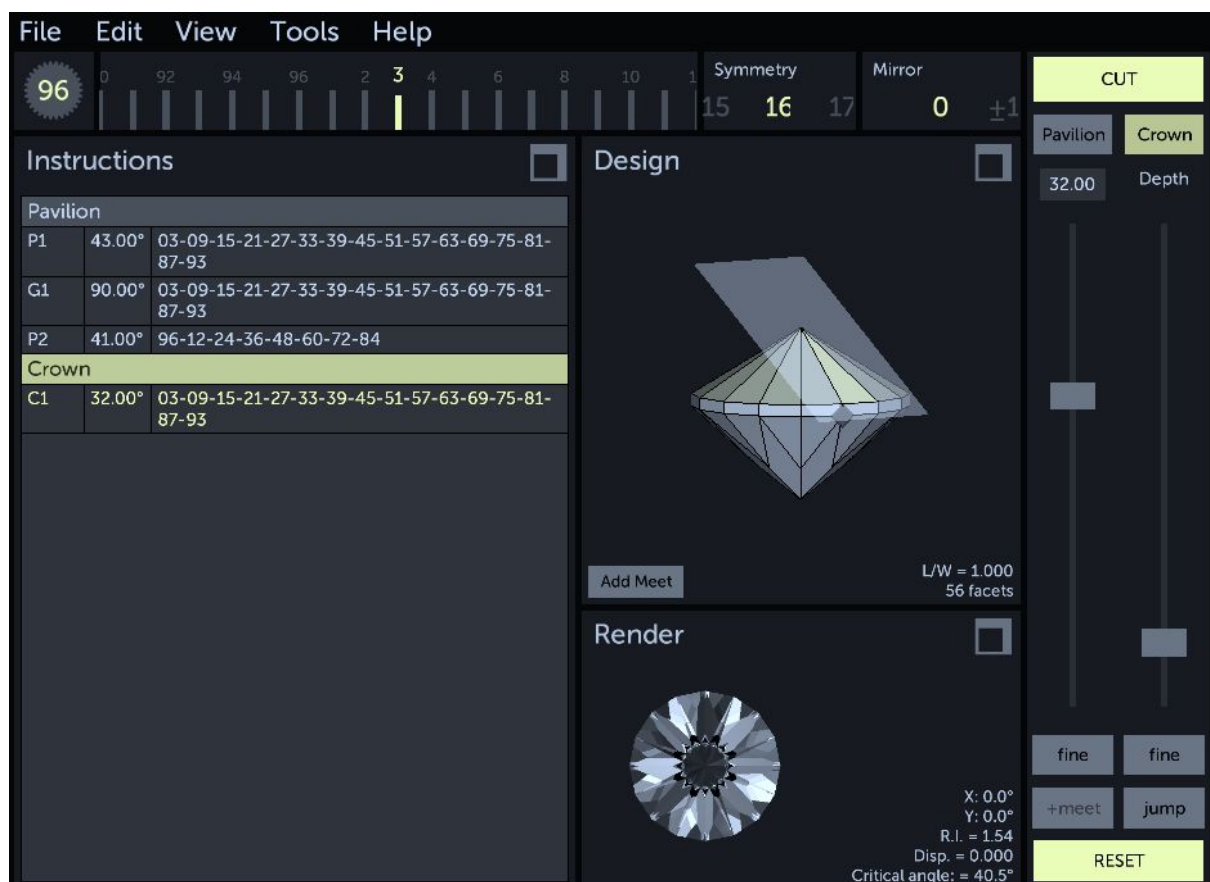 File Edit View Tools Help
96
0 92 94 96 2 3 4 6 8 10 1
Symmetry
15 16 17
Mirror
0 ±1
CUT
Pavilion Crown
32.00 Depth
Instructions
Pavilion
P1 43.00° 03-09-15-21-27-33-39-45-51-57-63-69-75-81-
87-93
G1 90.00° 03-09-15-21-27-33-39-45-51-57-63-69-75-81-
87-93
P2 41.00° 96-12-24-36-48-60-72-84
Crown
C1 32.00° 03-09-15-21-27-33-39-45-51-57-63-69-75-81-
87-93
Design
Add Meet
L/W = 1.000
56 facets
Render
X: 0.0°
Y: 0.0°
R.I. = 1.54
Disp. = 0.000
Critical angle: = 40.5°
fine fine
+meet jump
RESET